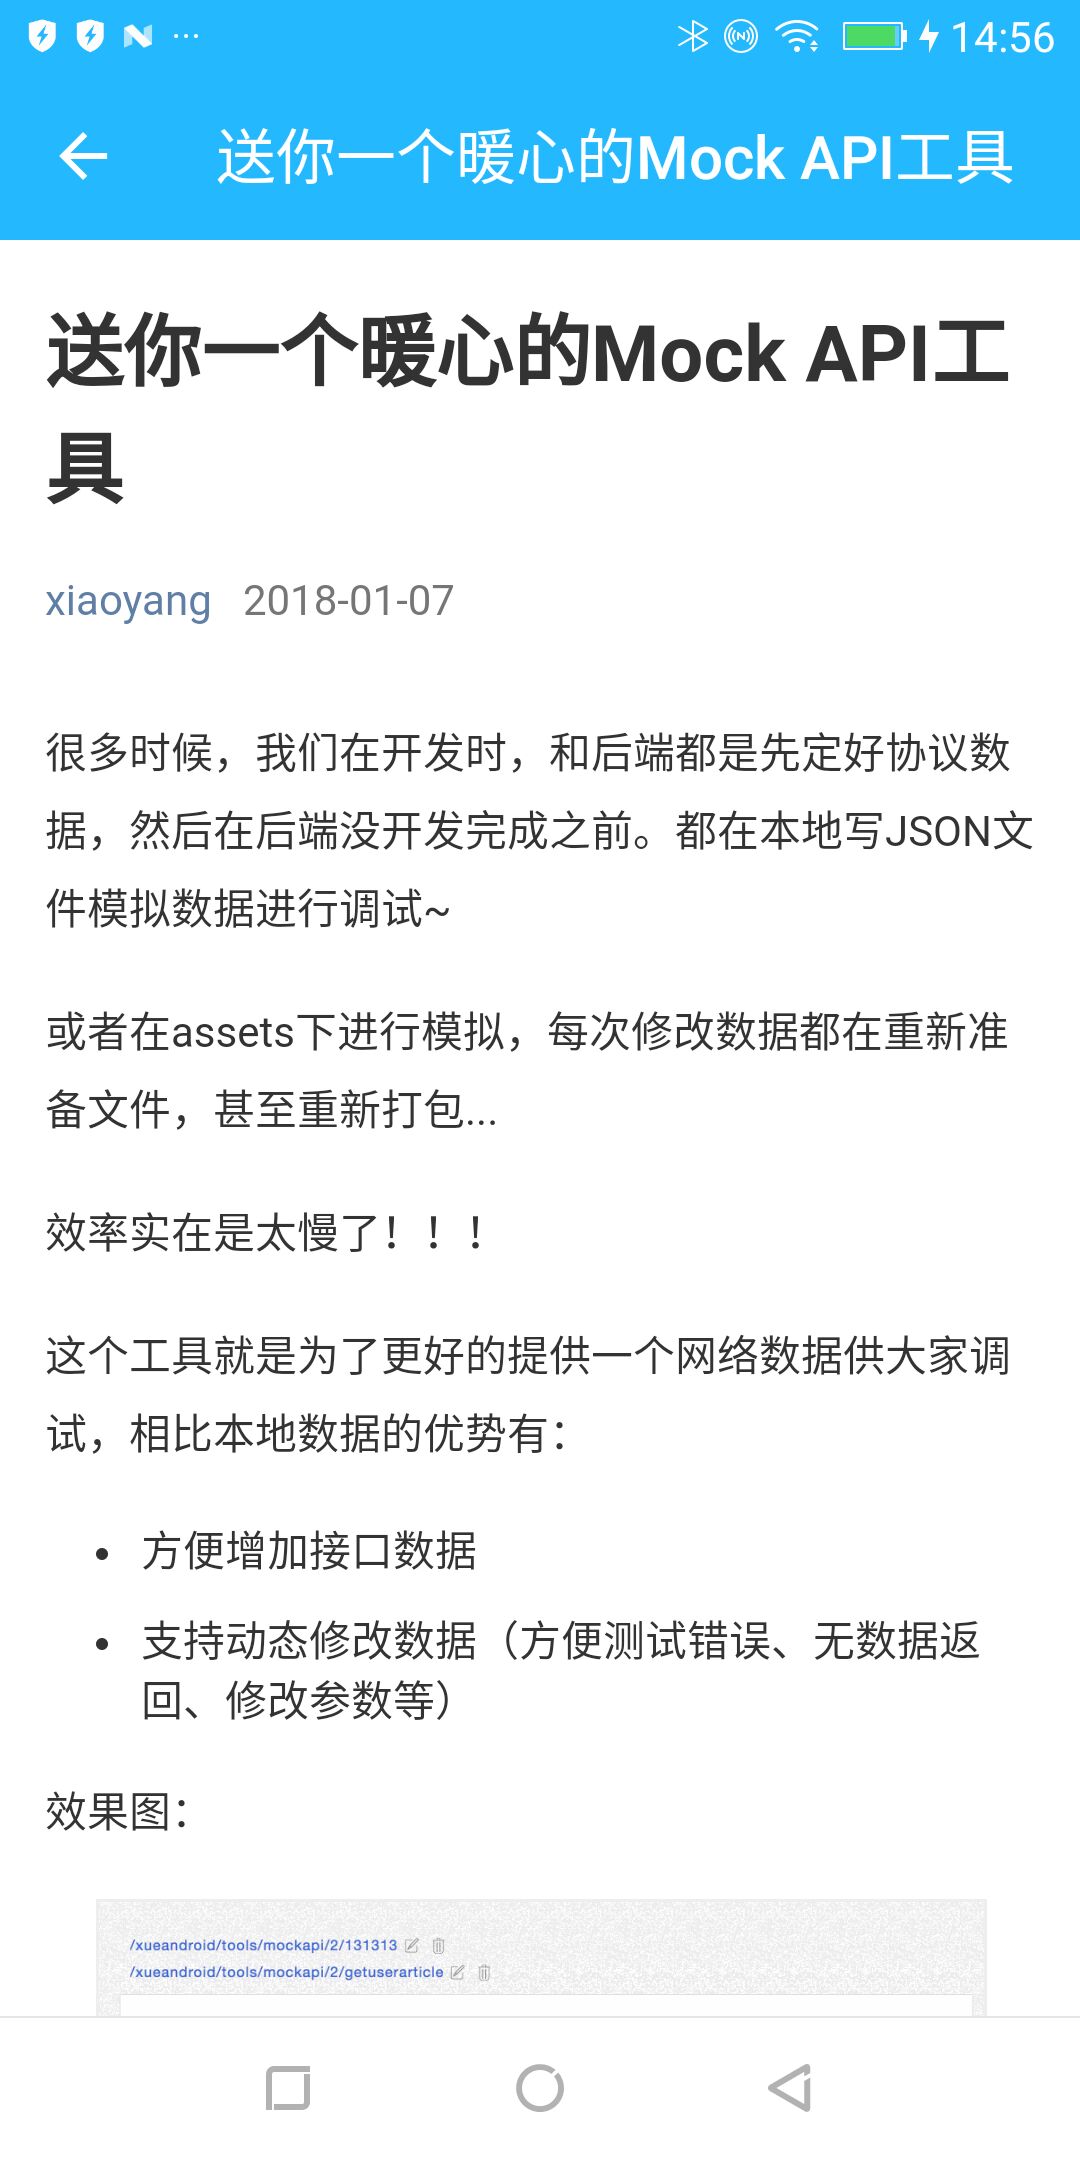 14:56
送你一个暖心的Mock API工具
送你一个暖心的Mock API工
具
xiaoyang 2018-01-07
很多时候，我们在开发时，和后端都是先定好协议数
据，然后在后端没开发完成之前。都在本地写JSON文
件模拟数据进行调试~
或者在assets下进行模拟，每次修改数据都在重新准
备文件，甚至重新打包...
效率实在是太慢了！！！
这个工具就是为了更好的提供一个网络数据供大家调
试，相比本地数据的优势有：
• 方便增加接口数据
• 支持动态修改数据（方便测试错误、无数据返
回、修改参数等）
效果图：
/xueandroid/tools/mockapi/2/131313
/xueandroid/tools/mockapi/2/getuserarticle